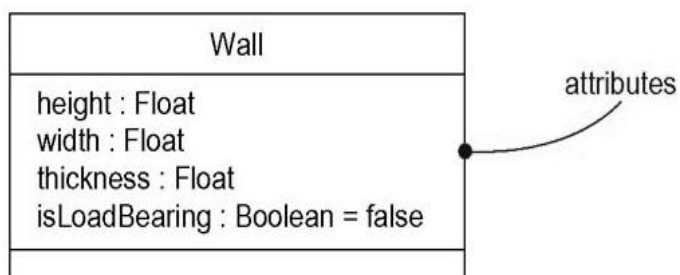 Wall
attributes
height : Float
width : Float
thickness : Float
isLoadBearing : Boolean = false